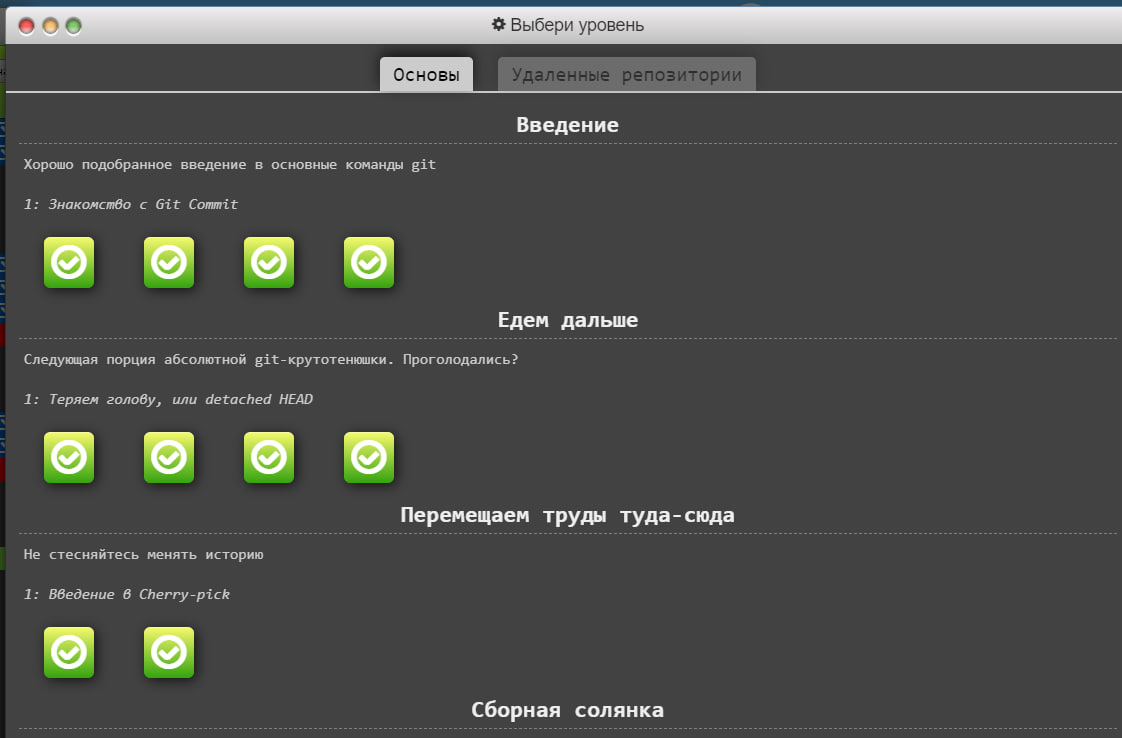 Выбери уровень
Основы
Удаленные репозитории
Введение
Хорошо подобранное введение в основные команды git
1: Знакомство с Git Commit
Едем дальше
Следующая порция абсолютной git-крутотенюшки. Проголодались?
1: Теряем голову, или detached HEAD
Перемещаем труды туда-сюда
Не стесняйтесь менять историю
1: Введение в Cherry-pick
Сборная солянка